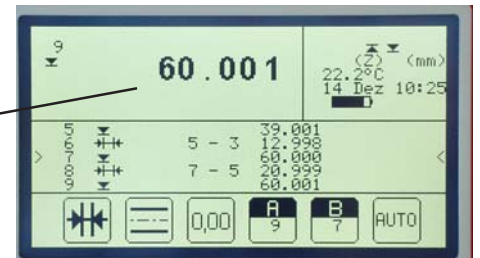 9
60.001
(Z) (mm)
22.2°C
14 Dez 10:25
5 39.001
6 5 - 3 12.998
7 60.000
8 7 - 5 20.999
9 60.001
0,00 A 9 B 7 AUTO